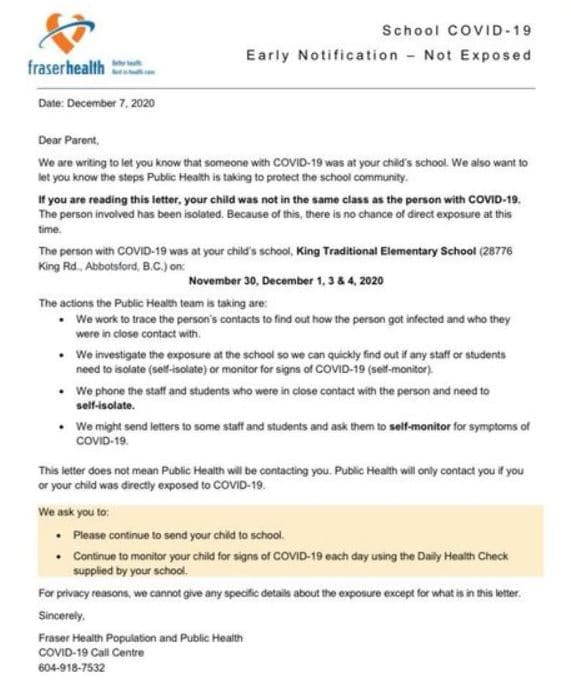 School COVID-19
Early Notification – Not Exposed
fraserhealth
Better health.
Best in health care.
Date: December 7, 2020
Dear Parent,
We are writing to let you know that someone with COVID-19 was at your child's school. We also want to
let you know the steps Public Health is taking to protect the school community.
If you are reading this letter, your child was not in the same class as the person with COVID-19.
The person involved has been isolated. Because of this, there is no chance of direct exposure at this
time.
The person with COVID-19 was at your child's school, King Traditional Elementary School (28776
King Rd., Abbotsford, B.C.) on:
November 30, December 1, 3 & 4, 2020
The actions the Public Health team is taking are:
• We work to trace the person's contacts to find out how the person got infected and who they
were in close contact with.
• We investigate the exposure at the school so we can quickly find out if any staff or students
need to isolate (self-isolate) or monitor for signs of COVID-19 (self-monitor).
• We phone the staff and students who were in close contact with the person and need to
self-isolate.
• We might send letters to some staff and students and ask them to self-monitor for symptoms of
COVID-19.
This letter does not mean Public Health will be contacting you. Public Health will only contact you if you
or your child was directly exposed to COVID-19.
We ask you to:
• Please continue to send your child to school.
• Continue to monitor your child for signs of COVID-19 each day using the Daily Health Check
supplied by your school.
For privacy reasons, we cannot give any specific details about the exposure except for what is in this letter.
Sincerely,
Fraser Health Population and Public Health
COVID-19 Call Centre
604-918-7532